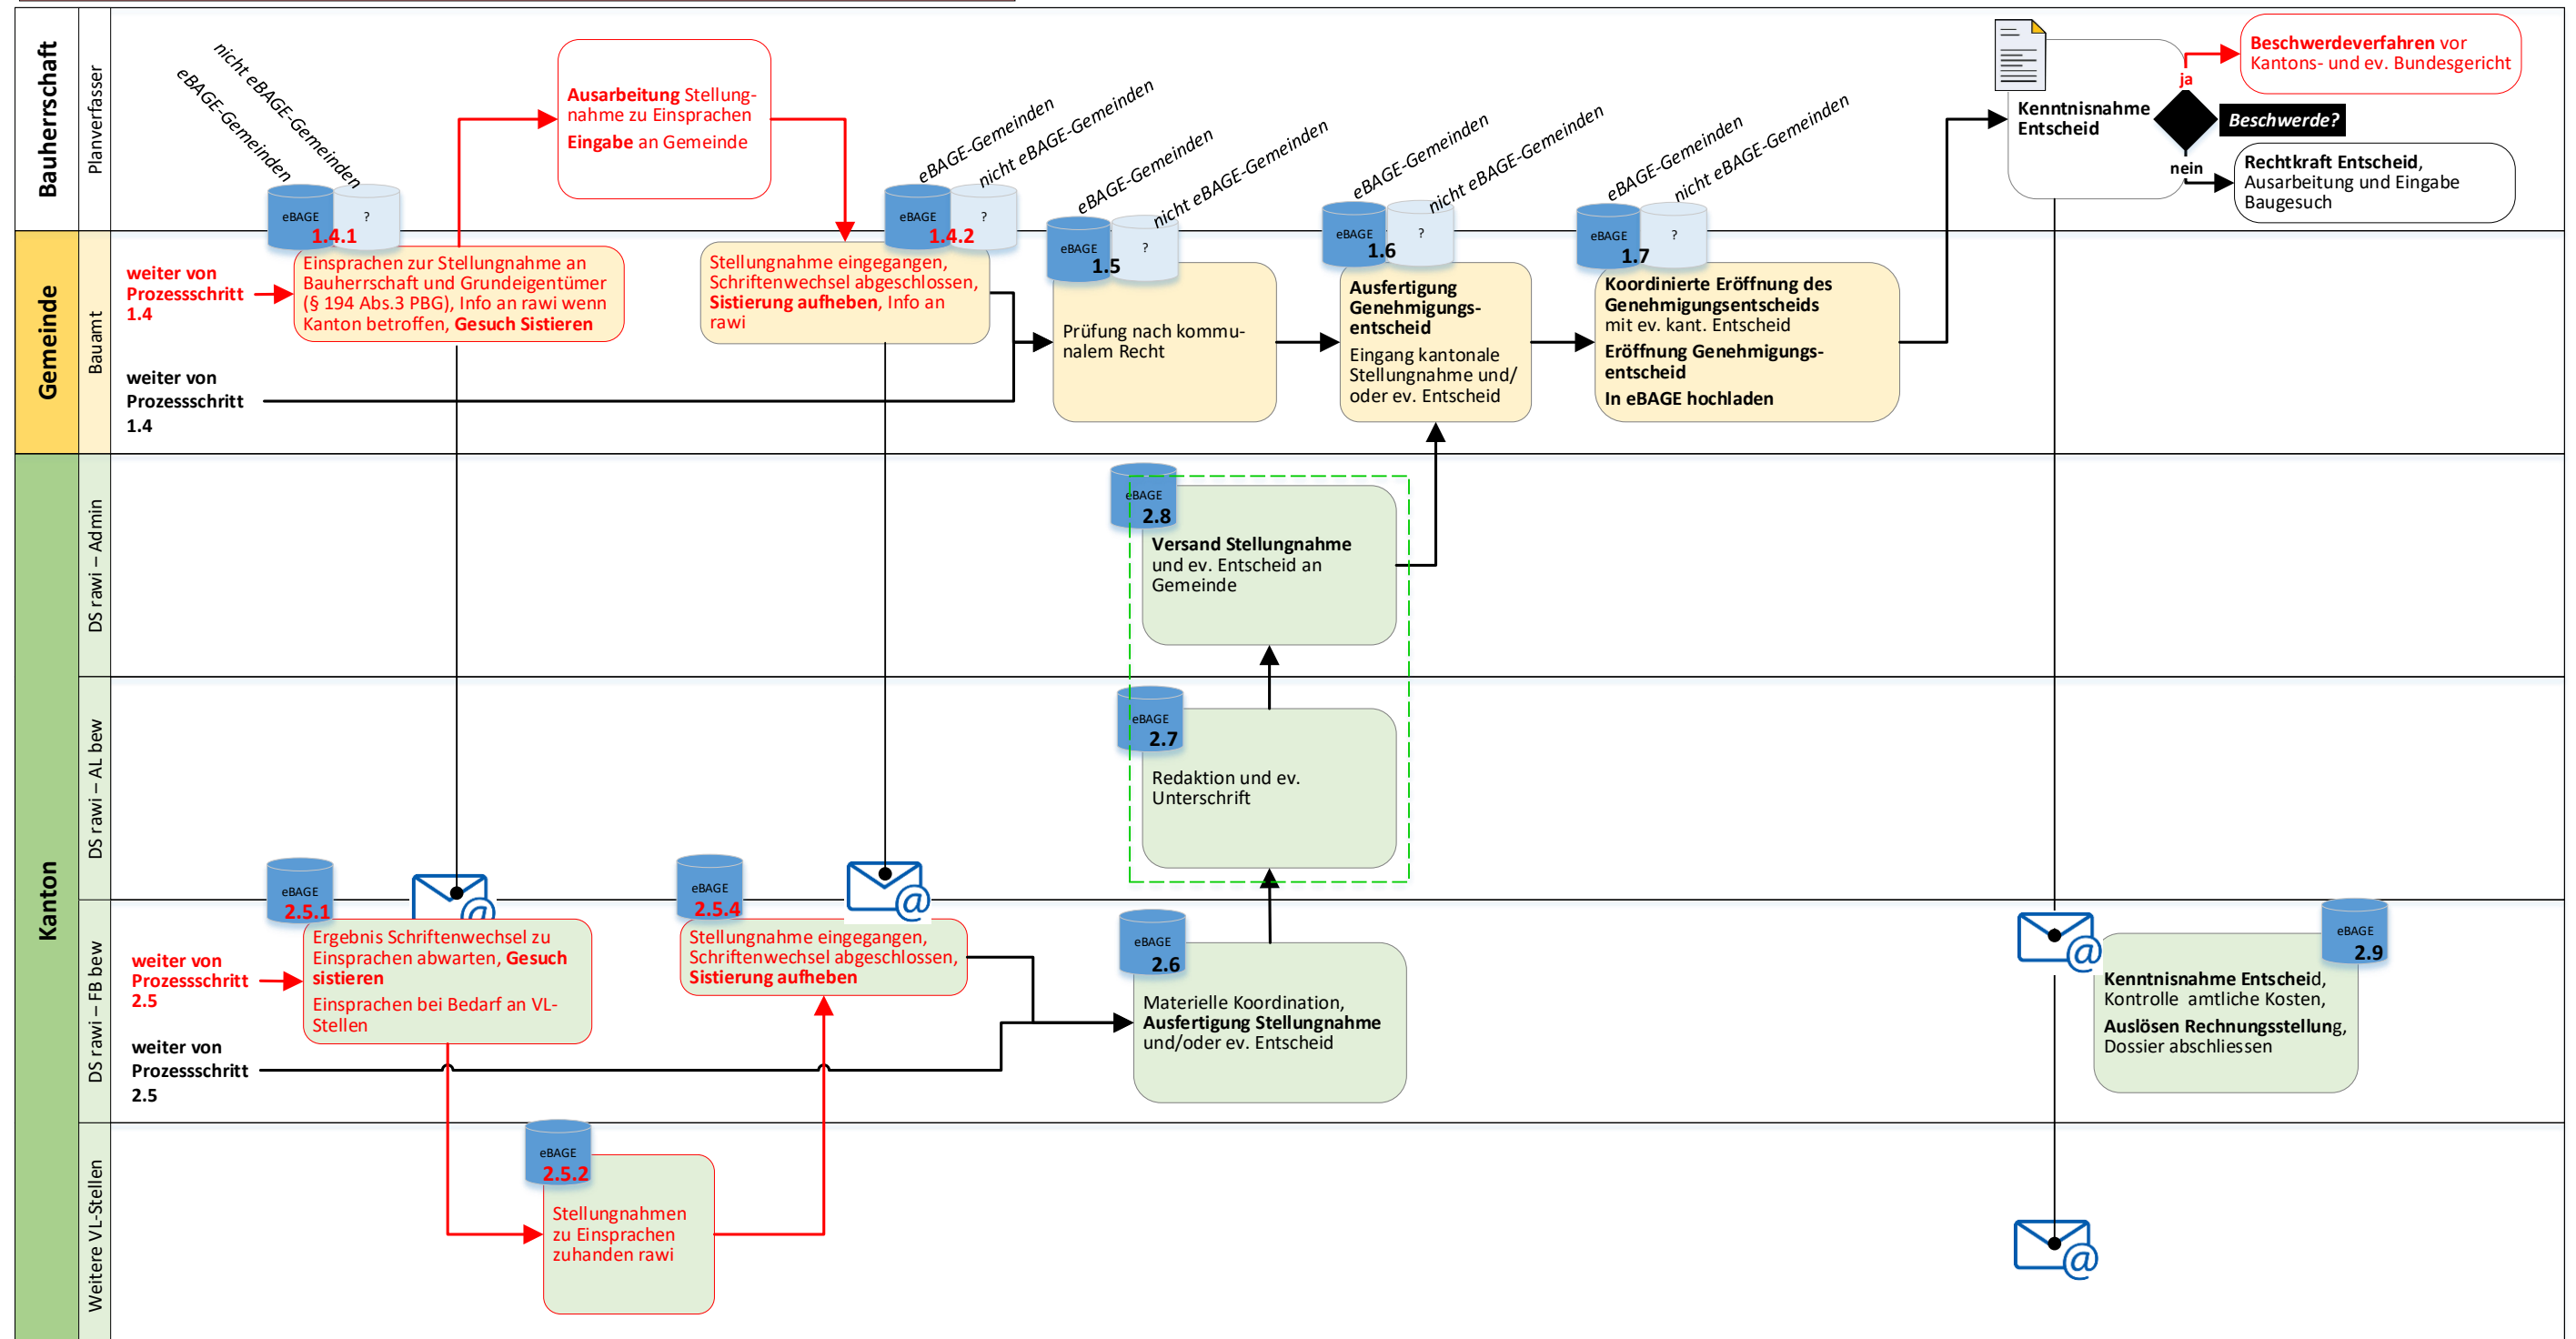 Bauherrschaft
Planverfasser
eBAGE-Gemeinden
nicht eBAGE-Gemeinden
eBAGE
?
1.4.1
Ausarbeitung Stellung-
nahme zu Einsprachen
Eingabe an Gemeinde
eBAGE-Gemeinden
nicht eBAGE-Gemeinden
eBAGE
?
1.4.2
eBAGE-Gemeinden
nicht eBAGE-Gemeinden
eBAGE
?
1.5
eBAGE-Gemeinden
nicht eBAGE-Gemeinden
eBAGE
?
1.6
eBAGE-Gemeinden
nicht eBAGE-Gemeinden
eBAGE
?
1.7
Kenntnisnahme
Entscheid
ja
Beschwerde?
nein
Beschwerdeverfahren vor
Kantons- und ev. Bundesgericht
Rechtkraft Entscheid,
Ausarbeitung und Eingabe
Baugesuch
Gemeinde
Bauamt
weiter von
Prozessschritt
1.4
Einsprachen zur Stellungnahme an
Bauherrschaft und Grundeigentümer
(§ 194 Abs.3 PBG), Info an rawi wenn
Kanton betroffen, Gesuch Sistieren
Stellungnahme eingegangen,
Schriftenwechsel abgeschlossen,
Sistierung aufheben, Info an
rawi
weiter von
Prozessschritt
1.4
Prüfung nach kommu-
nalem Recht
Ausfertigung
Genehmigungs-
entscheid
Eingang kantonale
Stellungnahme und/
oder ev. Entscheid
Koordinierte Eröffnung des
Genehmigungsentscheids
mit ev. kant. Entscheid
Eröffnung Genehmigungs-
entscheid
In eBAGE hochladen
Kanton
DS rawi – Admin
eBAGE
2.8
Versand Stellungnahme
und ev. Entscheid an
Gemeinde
DS rawi – AL bew
eBAGE
2.7
Redaktion und ev.
Unterschrift
DS rawi – FB bew
weiter von
Prozessschritt
2.5
eBAGE
2.5.1
Ergebnis Schriftenwechsel zu
Einsprachen abwarten, Gesuch
sistieren
Einsprachen bei Bedarf an VL-
Stellen
@
eBAGE
2.5.4
Stellungnahme eingegangen,
Schriftenwechsel abgeschlossen,
Sistierung aufheben
@
weiter von
Prozessschritt
2.5
eBAGE
2.6
Materielle Koordination,
Ausfertigung Stellungnahme
und/oder ev. Entscheid
@
eBAGE
2.9
Kenntnisnahme Entscheid,
Kontrolle  amtliche Kosten,
Auslösen Rechnungsstellung,
Dossier abschliessen
Weitere VL-Stellen
eBAGE
2.5.2
Stellungnahmen
zu Einsprachen
zuhanden rawi
@